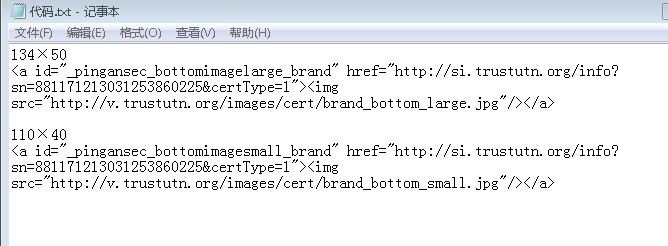 代码.txt - 记事本
文件(F) 编辑(E) 格式(O) 查看(V) 帮助(H)
134×50
<a id="_pingansec_bottomimagelarge_brand" href="http://si.trustutn.org/info?
sn=881171213031253860225&certType=1"><img
src="http://v.trustutn.org/images/cert/brand_bottom_large.jpg"/></a>
110×40
<a id="_pingansec_bottomimagesmall_brand" href="http://si.trustutn.org/info?
sn=881171213031253860225&certType=1"><img
src="http://v.trustutn.org/images/cert/brand_bottom_small.jpg"/></a>